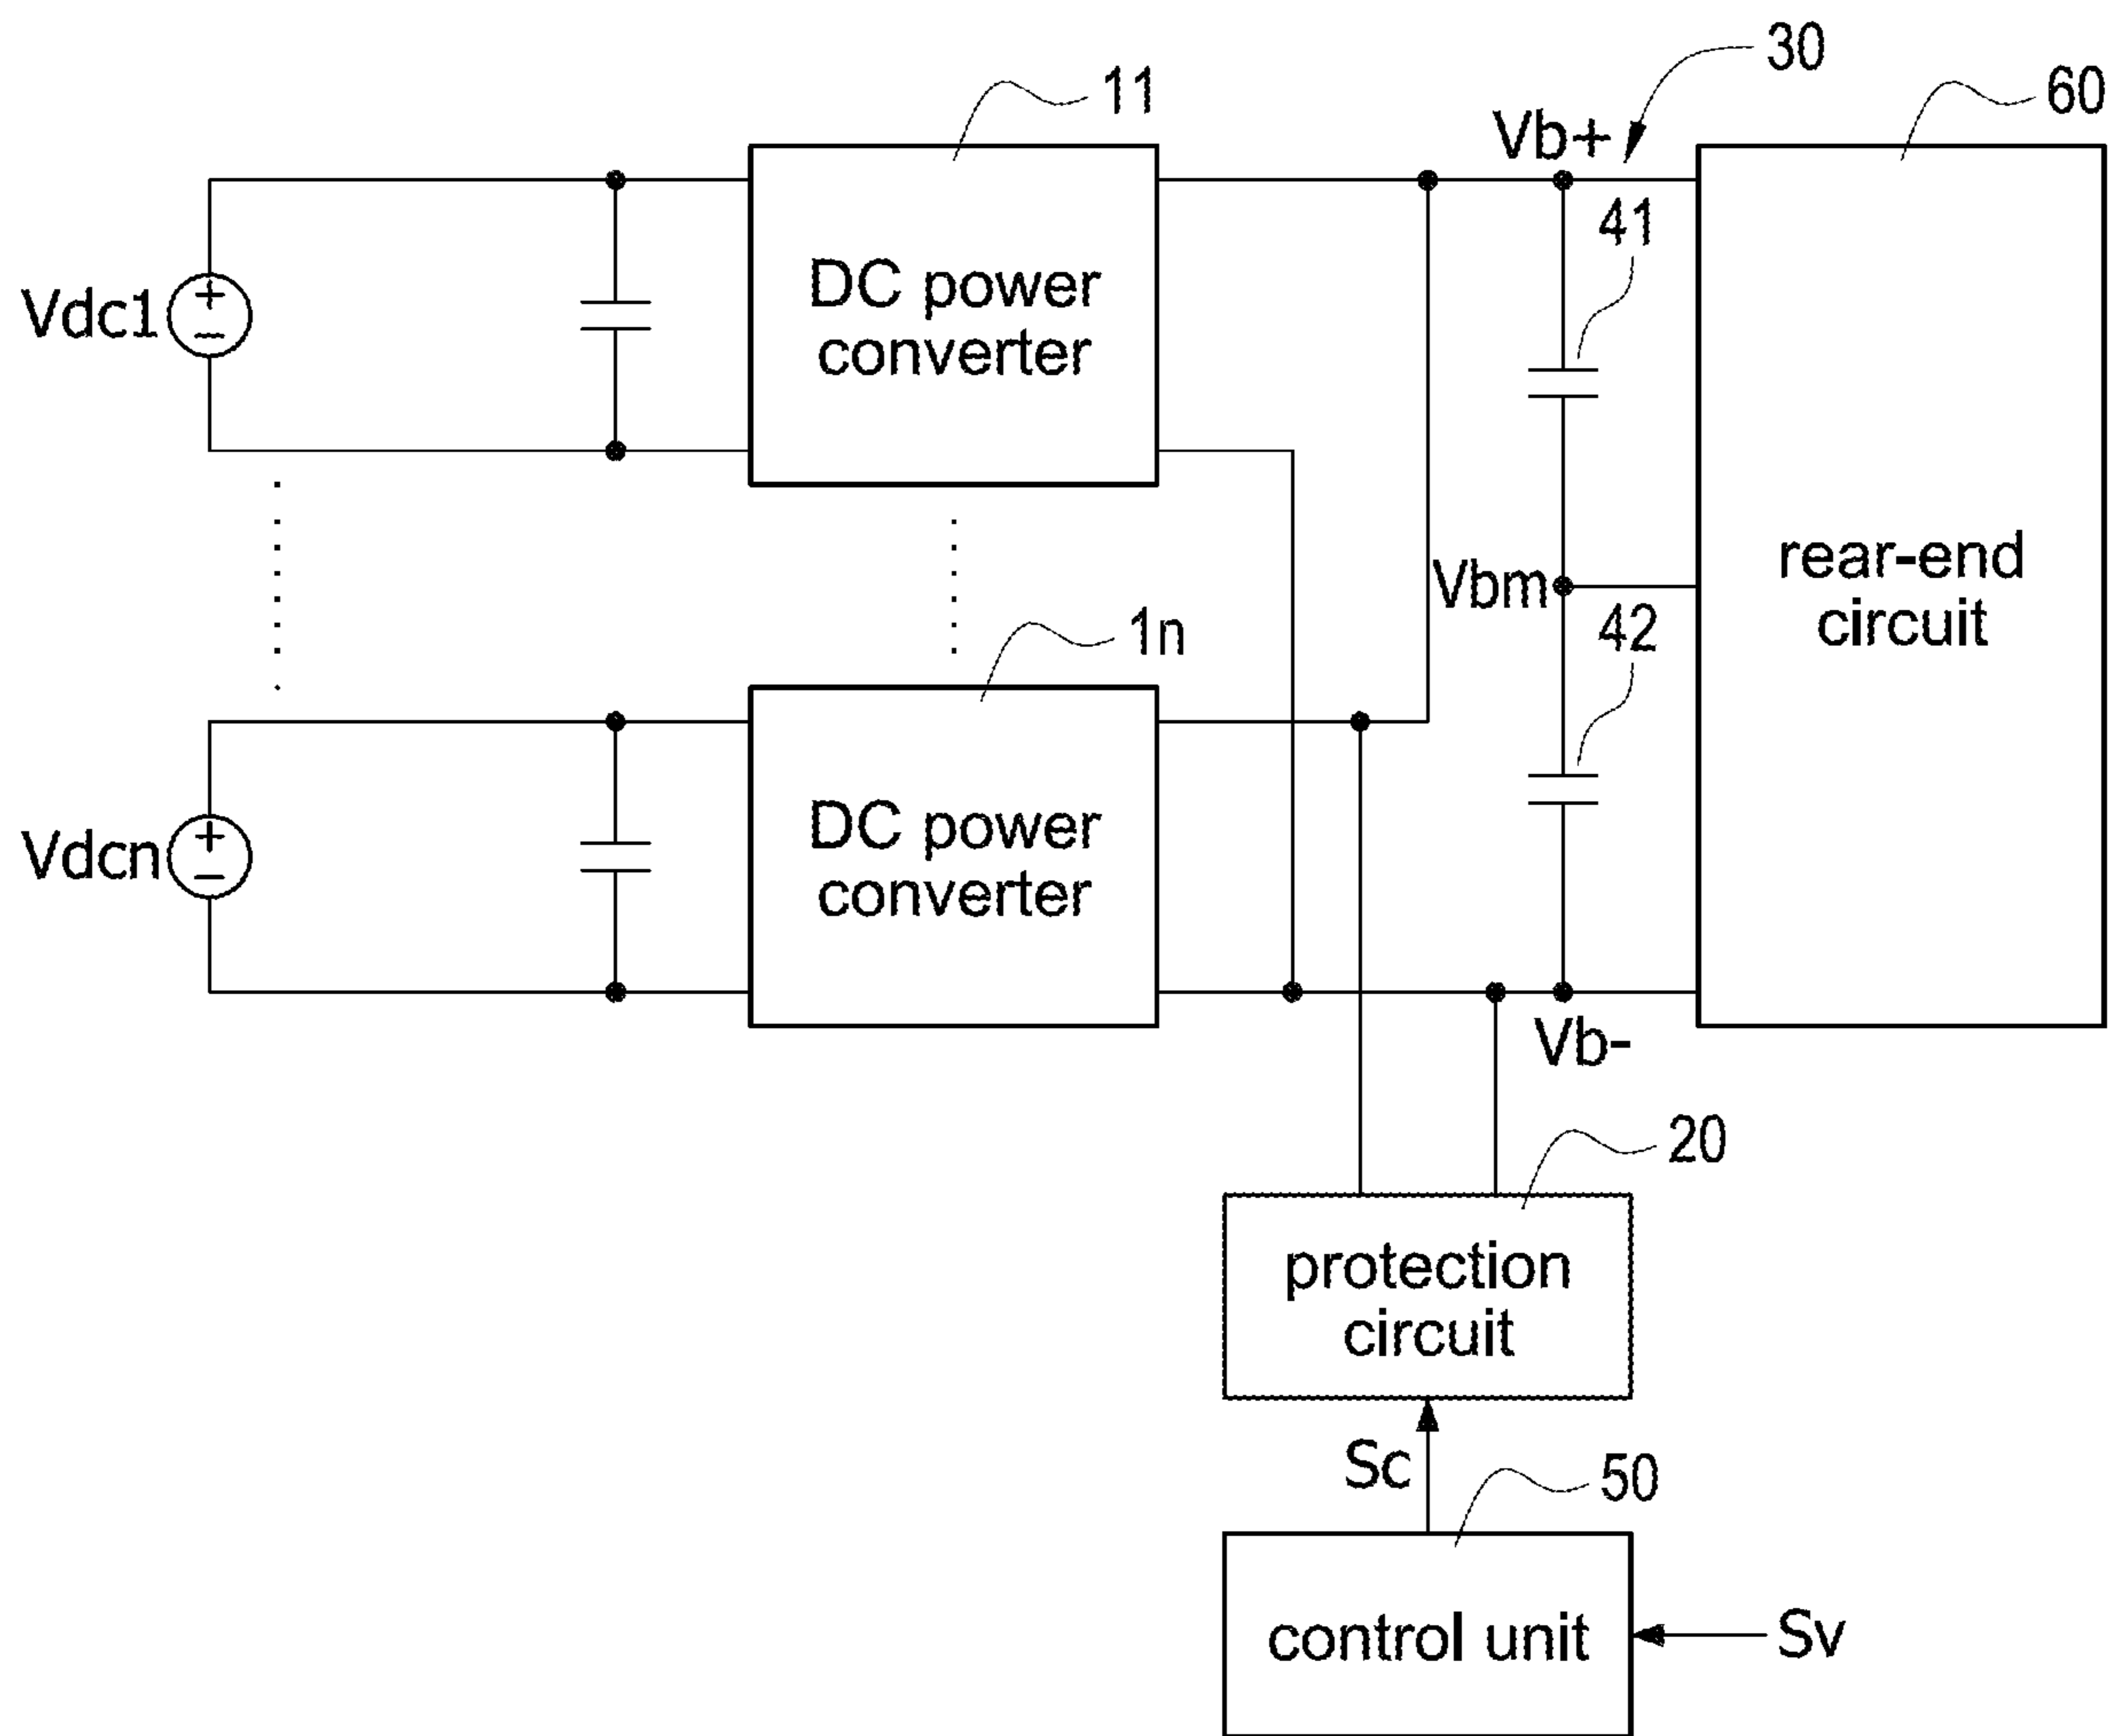 30
11
60
Vb+
41
DC power
converter
Vdc1
rear-end
circuit
Vbm
42
1n
DC power
converter
Vdcn
Vb-
20
protection
circuit
Sc
50
control unit
Sv